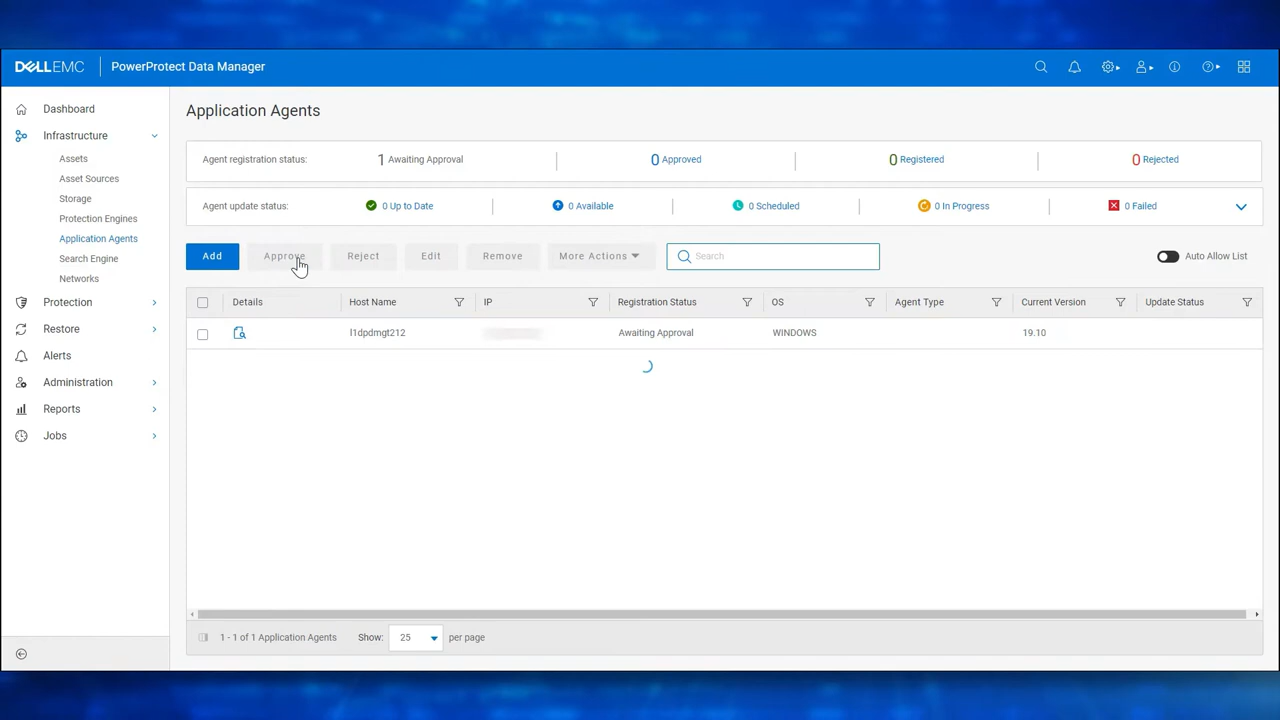 DELLEMC PowerProtect Data Manager
Dashboard
Infrastructure
Assets
Asset Sources
Storage
Protection Engines
Application Agents
Search Engine
Networks
Protection
Restore
Alerts
Administration
Reports
Jobs
Application Agents
Agent registration status: 1 Awaiting Approval 0 Approved 0 Registered 0 Rejected
Agent update status: 0 Up to Date 0 Available 0 Scheduled 0 In Progress 0 Failed
Add Approve Reject Edit Remove More Actions Search Auto Allow List
Details Host Name IP Registration Status OS Agent Type Current Version Update Status
l1dpdmgt212 Awaiting Approval WINDOWS 19.10
1 - 1 of 1 Application Agents Show: 25 per page